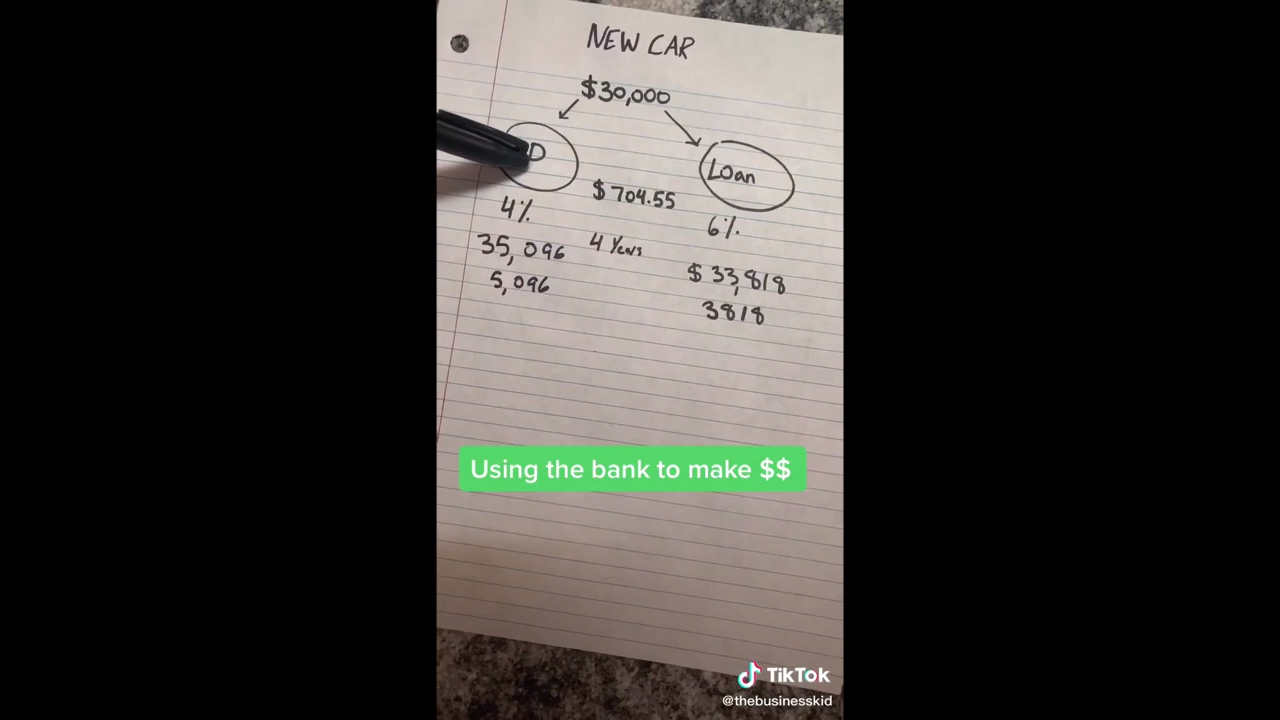 NEW CAR
$30,000
D
Loan
$704.55
4%
6%
35,096
4 Years
$33,818
5,096
3818
Using the bank to make $$
TikTok
@thebusinesskid